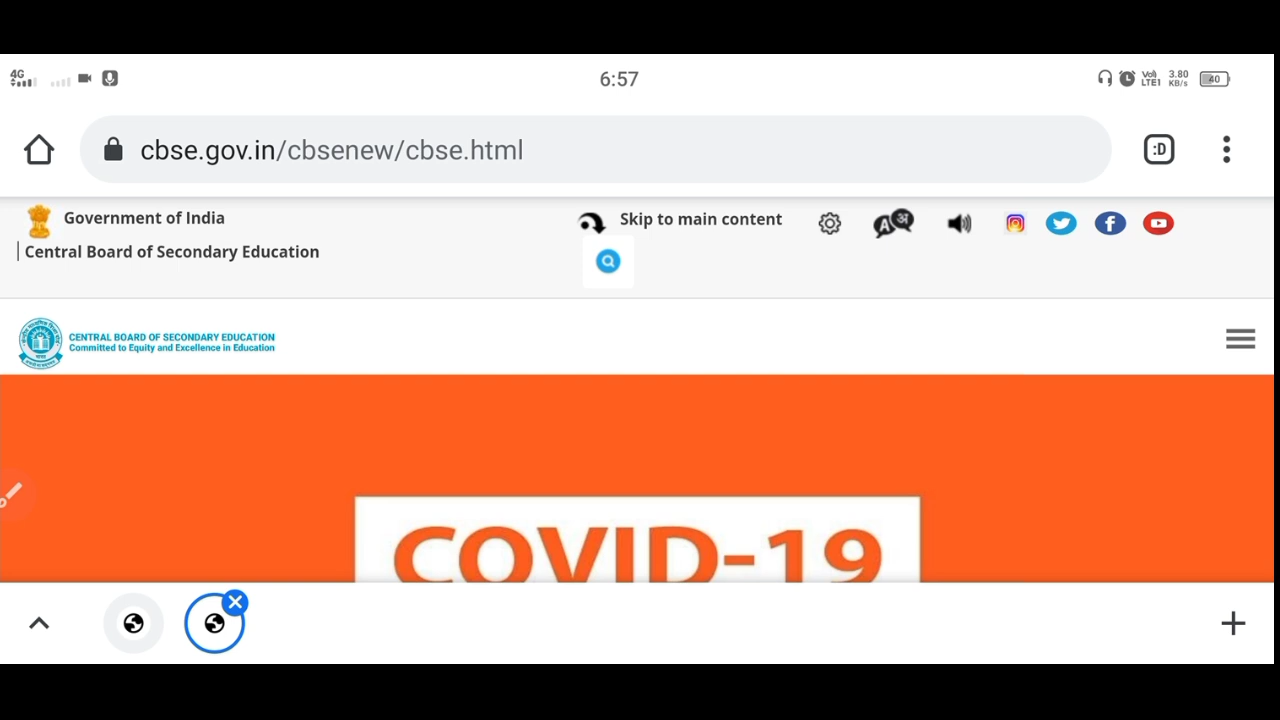 4G 6:57 Vo) LTE1 3.80 KB/s 40
cbse.gov.in/cbsenew/cbse.html :D
Government of India Skip to main content A अ
Central Board of Secondary Education
CENTRAL BOARD OF SECONDARY EDUCATION
Committed to Equity and Excellence in Education
COVID-19